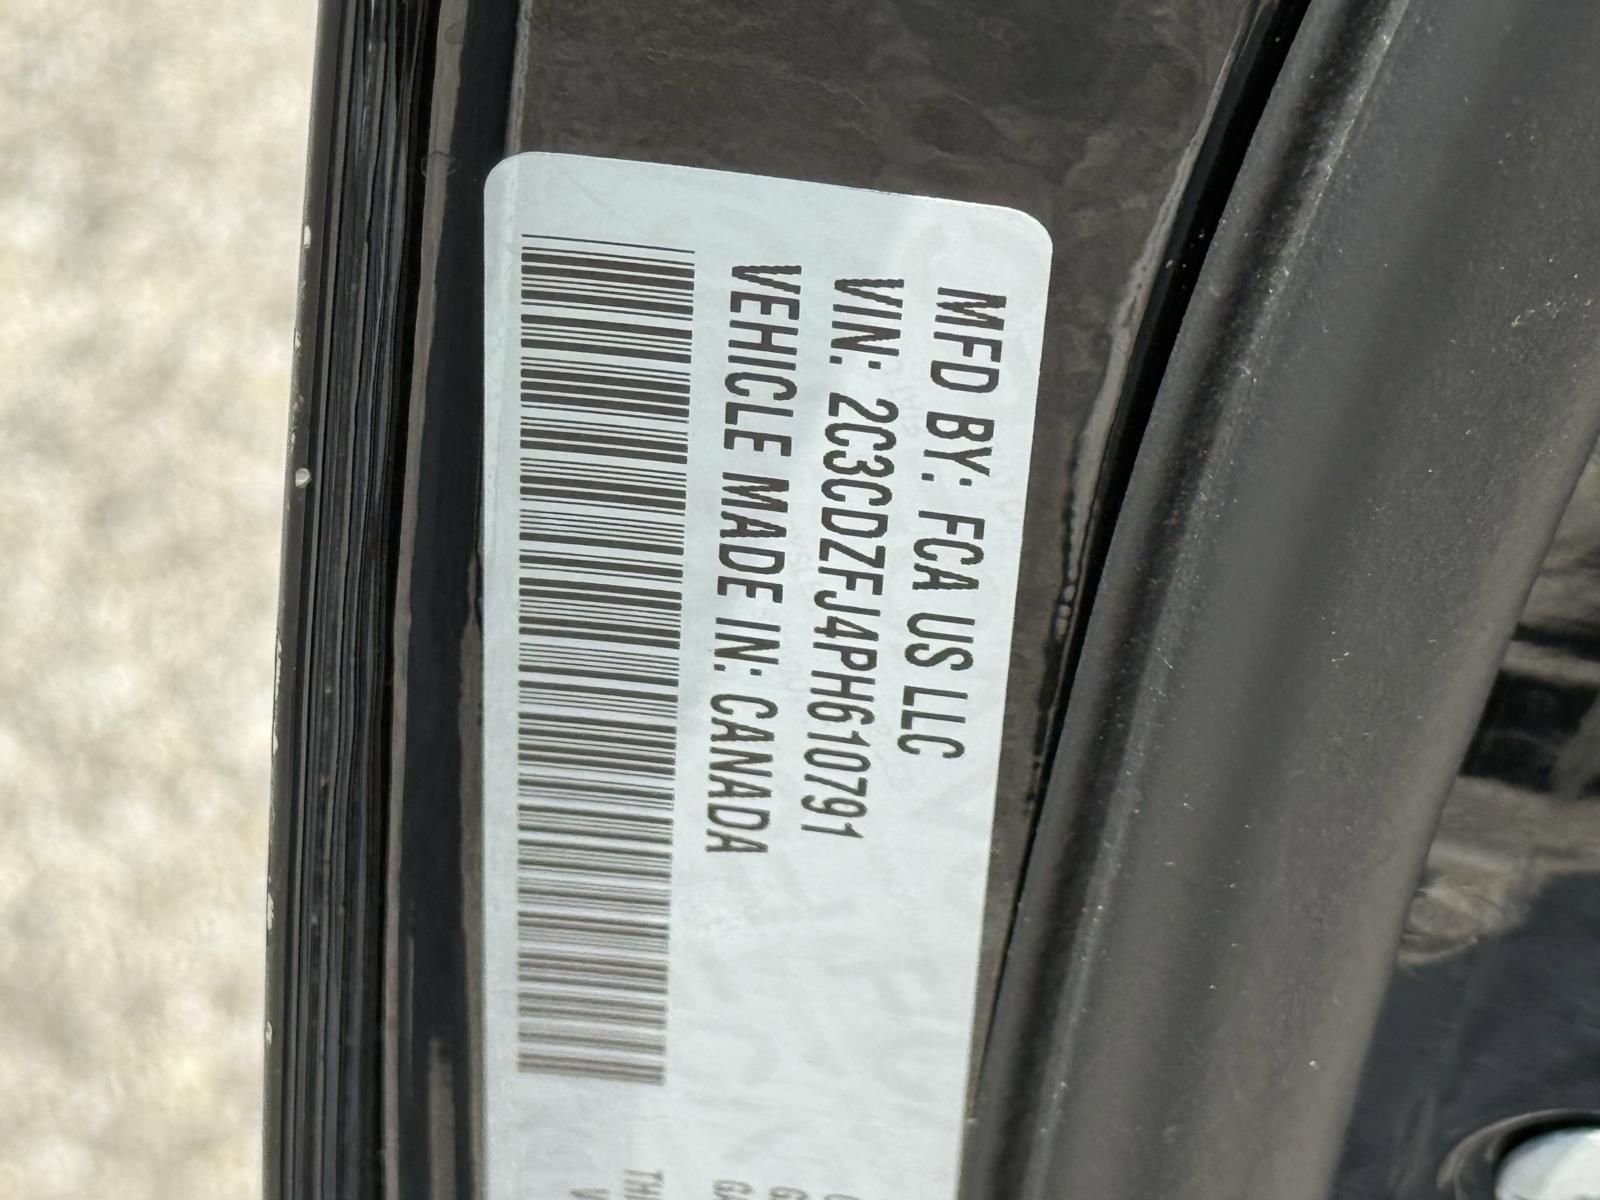 MFD BY: FCA US LLC
VIN: 2C3CDZFJ4PH610791
VEHICLE MADE IN: CANADA